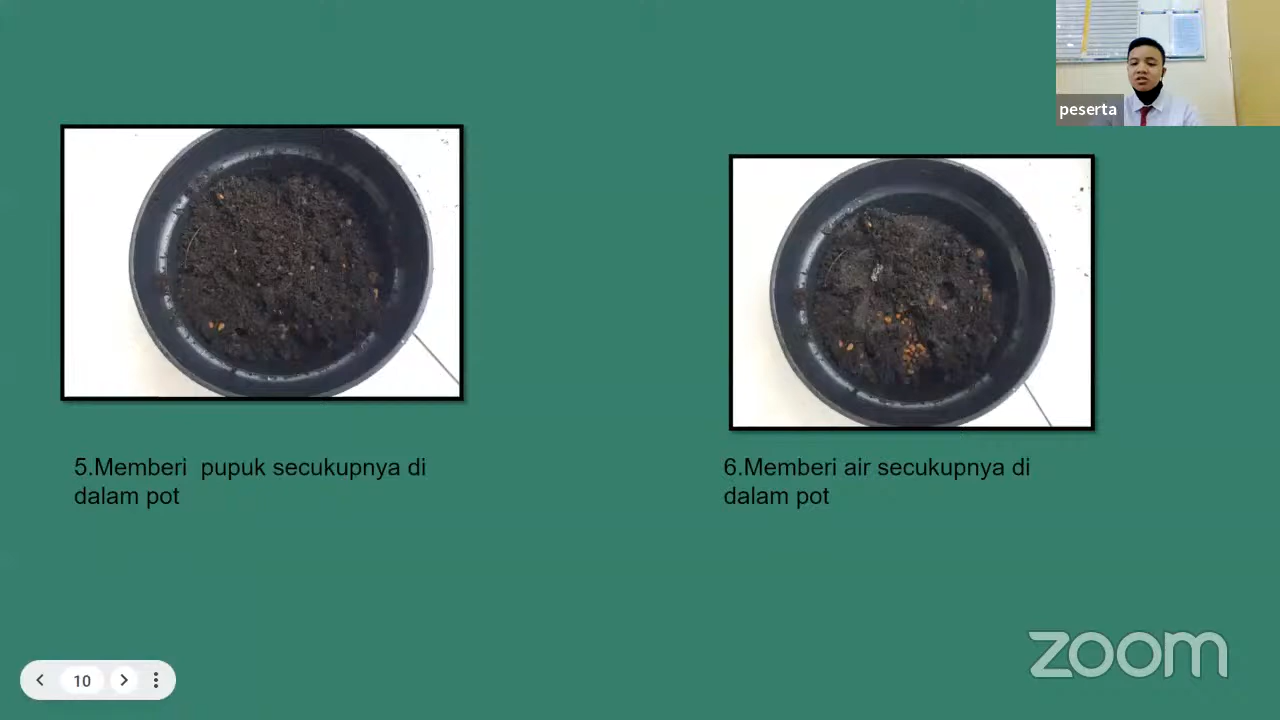 peserta
5.Memberi  pupuk secukupnya di
dalam pot
6.Memberi air secukupnya di
dalam pot
zoom
10